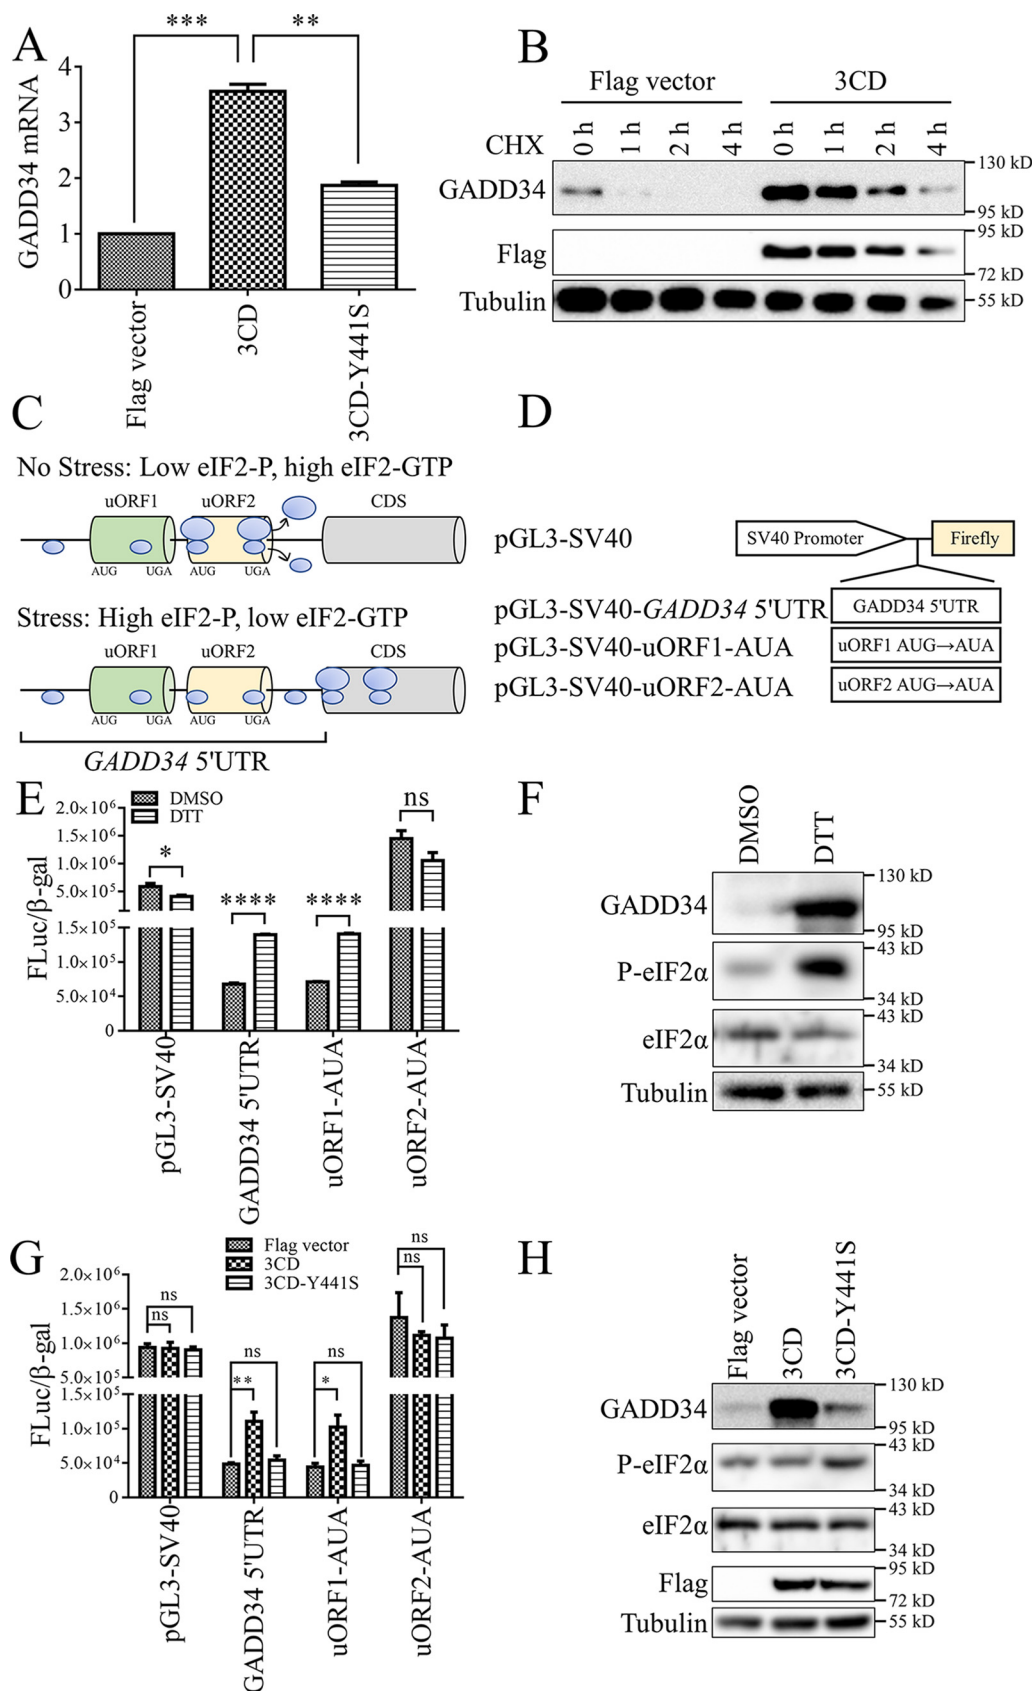 A
***
**
GADD34 mRNA
4
3
2
1
0
Flag vector
3CD
3CD-Y441S
B
Flag vector
3CD
CHX
0 h
1 h
2 h
4 h
0 h
1 h
2 h
4 h
GADD34
130 kD
95 kD
Flag
95 kD
72 kD
Tubulin
55 kD
C
No Stress: Low eIF2-P, high eIF2-GTP
uORF1
uORF2
CDS
AUG
UGA
AUG
UGA
Stress: High eIF2-P, low eIF2-GTP
uORF1
uORF2
CDS
AUG
UGA
AUG
UGA
GADD34 5'UTR
D
pGL3-SV40
SV40 Promoter
Firefly
pGL3-SV40-GADD34 5'UTR
GADD34 5'UTR
pGL3-SV40-uORF1-AUA
uORF1 AUG→AUA
pGL3-SV40-uORF2-AUA
uORF2 AUG→AUA
E
DMSO
DTT
FLuc/β-gal
2.0×10⁶
1.5×10⁶
1.0×10⁶
5.0×10⁵
1.5×10⁵
1.0×10⁵
5.0×10⁴
0
*
****
****
ns
pGL3-SV40
GADD34 5'UTR
uORF1-AUA
uORF2-AUA
F
DMSO
DTT
GADD34
130 kD
95 kD
P-eIF2α
43 kD
34 kD
eIF2α
43 kD
34 kD
Tubulin
55 kD
G
Flag vector
3CD
3CD-Y441S
FLuc/β-gal
2.0×10⁶
1.5×10⁶
1.0×10⁶
5.0×10⁵
1.5×10⁵
1.0×10⁵
5.0×10⁴
0
ns
ns
ns
**
ns
*
ns
ns
pGL3-SV40
GADD34 5'UTR
uORF1-AUA
uORF2-AUA
H
Flag vector
3CD
3CD-Y441S
GADD34
130 kD
95 kD
P-eIF2α
43 kD
34 kD
eIF2α
43 kD
34 kD
Flag
95 kD
72 kD
Tubulin
55 kD